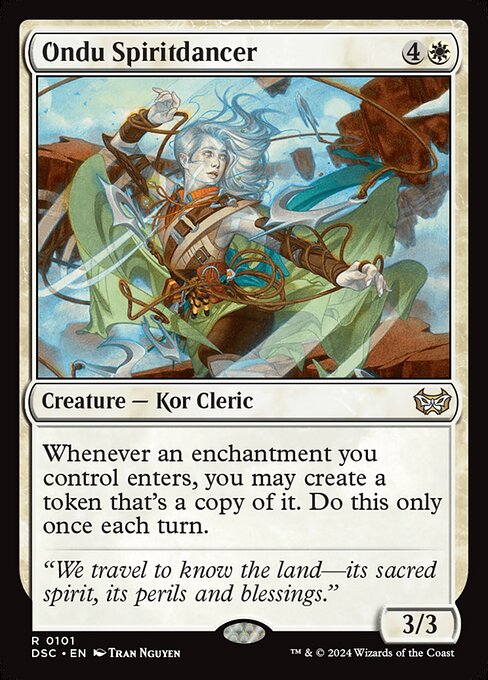 Ondu Spiritdancer 4
Creature — Kor Cleric
Whenever an enchantment you
control enters, you may create a
token that's a copy of it. Do this only
once each turn.
“We travel to know the land—its sacred
spirit, its perils and blessings.”
3/3
R 0101
DSC • EN Tran Nguyen
™ & © 2024 Wizards of the Coast